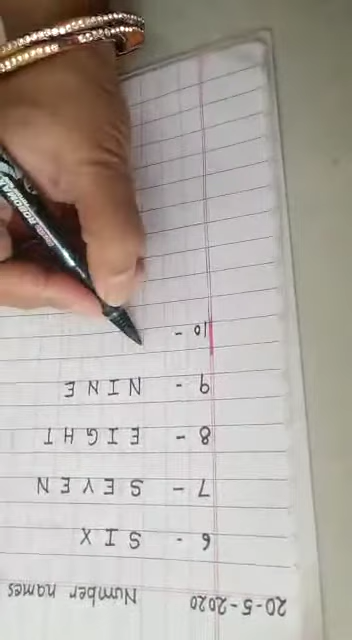 20-5-2020 Number names
6 - SIX
7 - SEVEN
8 - EIGHT
9 - NINE
10 -